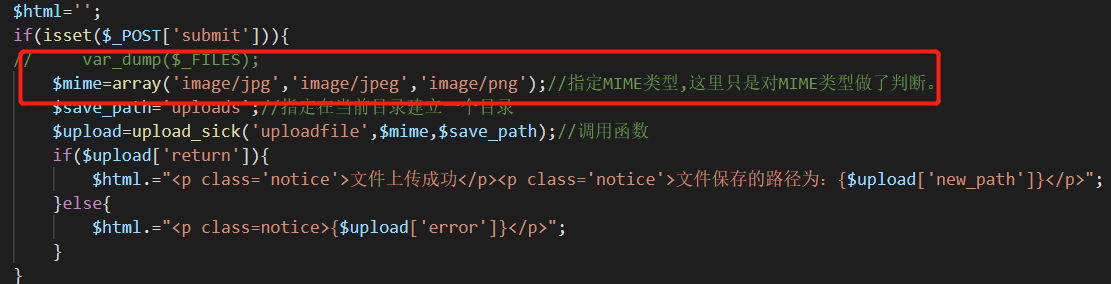 $html='';
if(isset($_POST['submit'])){
//     var_dump($_FILES);
    $mime=array('image/jpg','image/jpeg','image/png');//指定MIME类型,这里只是对MIME类型做了判断。
    $save_path='uploads';//指定在当前目录建立一个目录
    $upload=upload_sick('uploadfile',$mime,$save_path);//调用函数
    if($upload['return']){
        $html.="<p class='notice'>文件上传成功</p><p class='notice'>文件保存的路径为：{$upload['new_path']}</p>";
    }else{
        $html.="<p class=notice>{$upload['error']}</p>";
    }
}